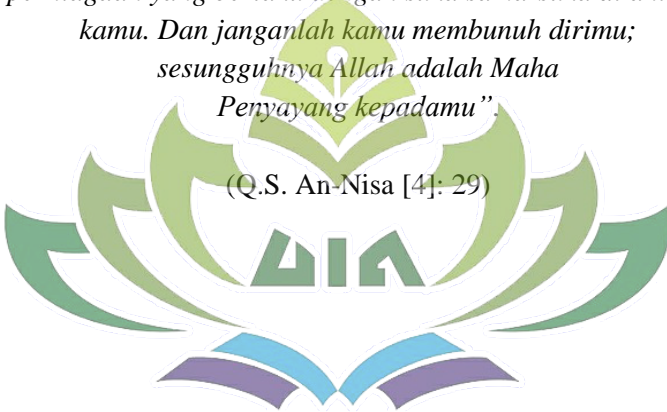 kamu. Dan janganlah kamu membunuh dirimu;
sesungguhnya Allah adalah Maha
Penyayang kepadamu”.
(Q.S. An-Nisa [4]: 29)
UIN